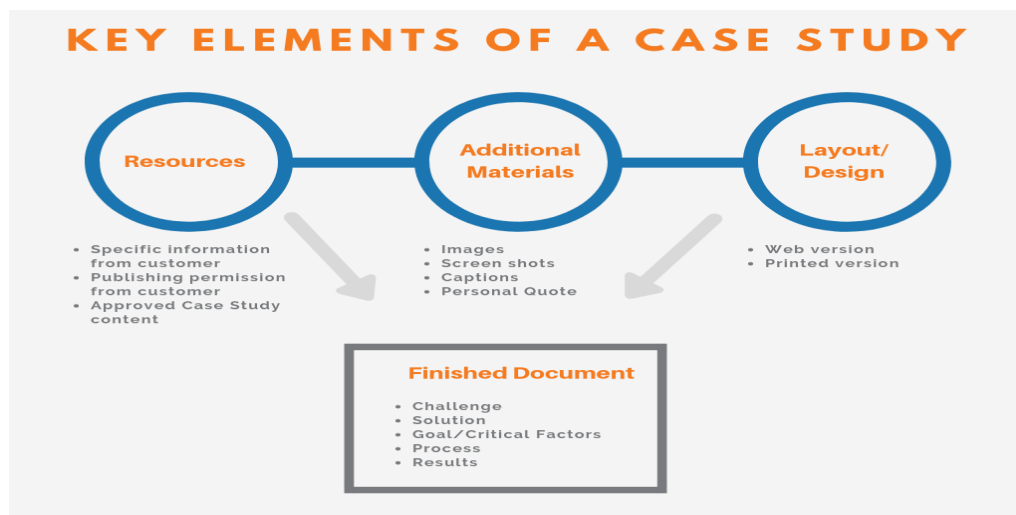 KEY ELEMENTS OF A CASE STUDY
Resources
Additional
Materials
Layout/
Design
• Specific information
from customer
• Publishing permission
from customer
• Approved Case Study
content
• Images
• Screen shots
• Captions
• Personal Quote
• Web version
• Printed version
Finished Document
• Challenge
• Solution
• Goal/Critical Factors
• Process
• Results